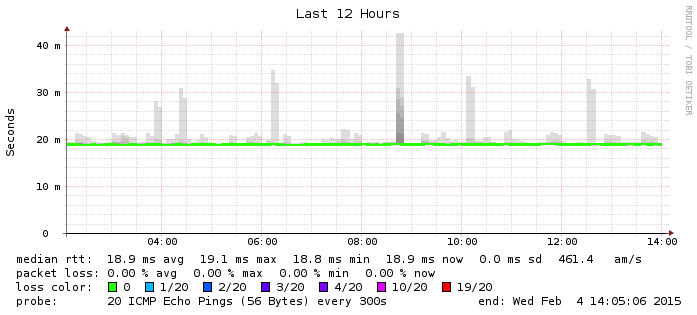 Last 12 Hours
RRDTOOL / TOBI OETIKER
Seconds
40 m
30 m
20 m
10 m
0
04:00 06:00 08:00 10:00 12:00 14:00
median rtt: 18.9 ms avg 19.1 ms max 18.8 ms min 18.9 ms now 0.0 ms sd 461.4 am/s
packet loss: 0.00 % avg 0.00 % max 0.00 % min 0.00 % now
loss color: 0 1/20 2/20 3/20 4/20 10/20 19/20
probe: 20 ICMP Echo Pings (56 Bytes) every 300s end: Wed Feb 4 14:05:06 2015